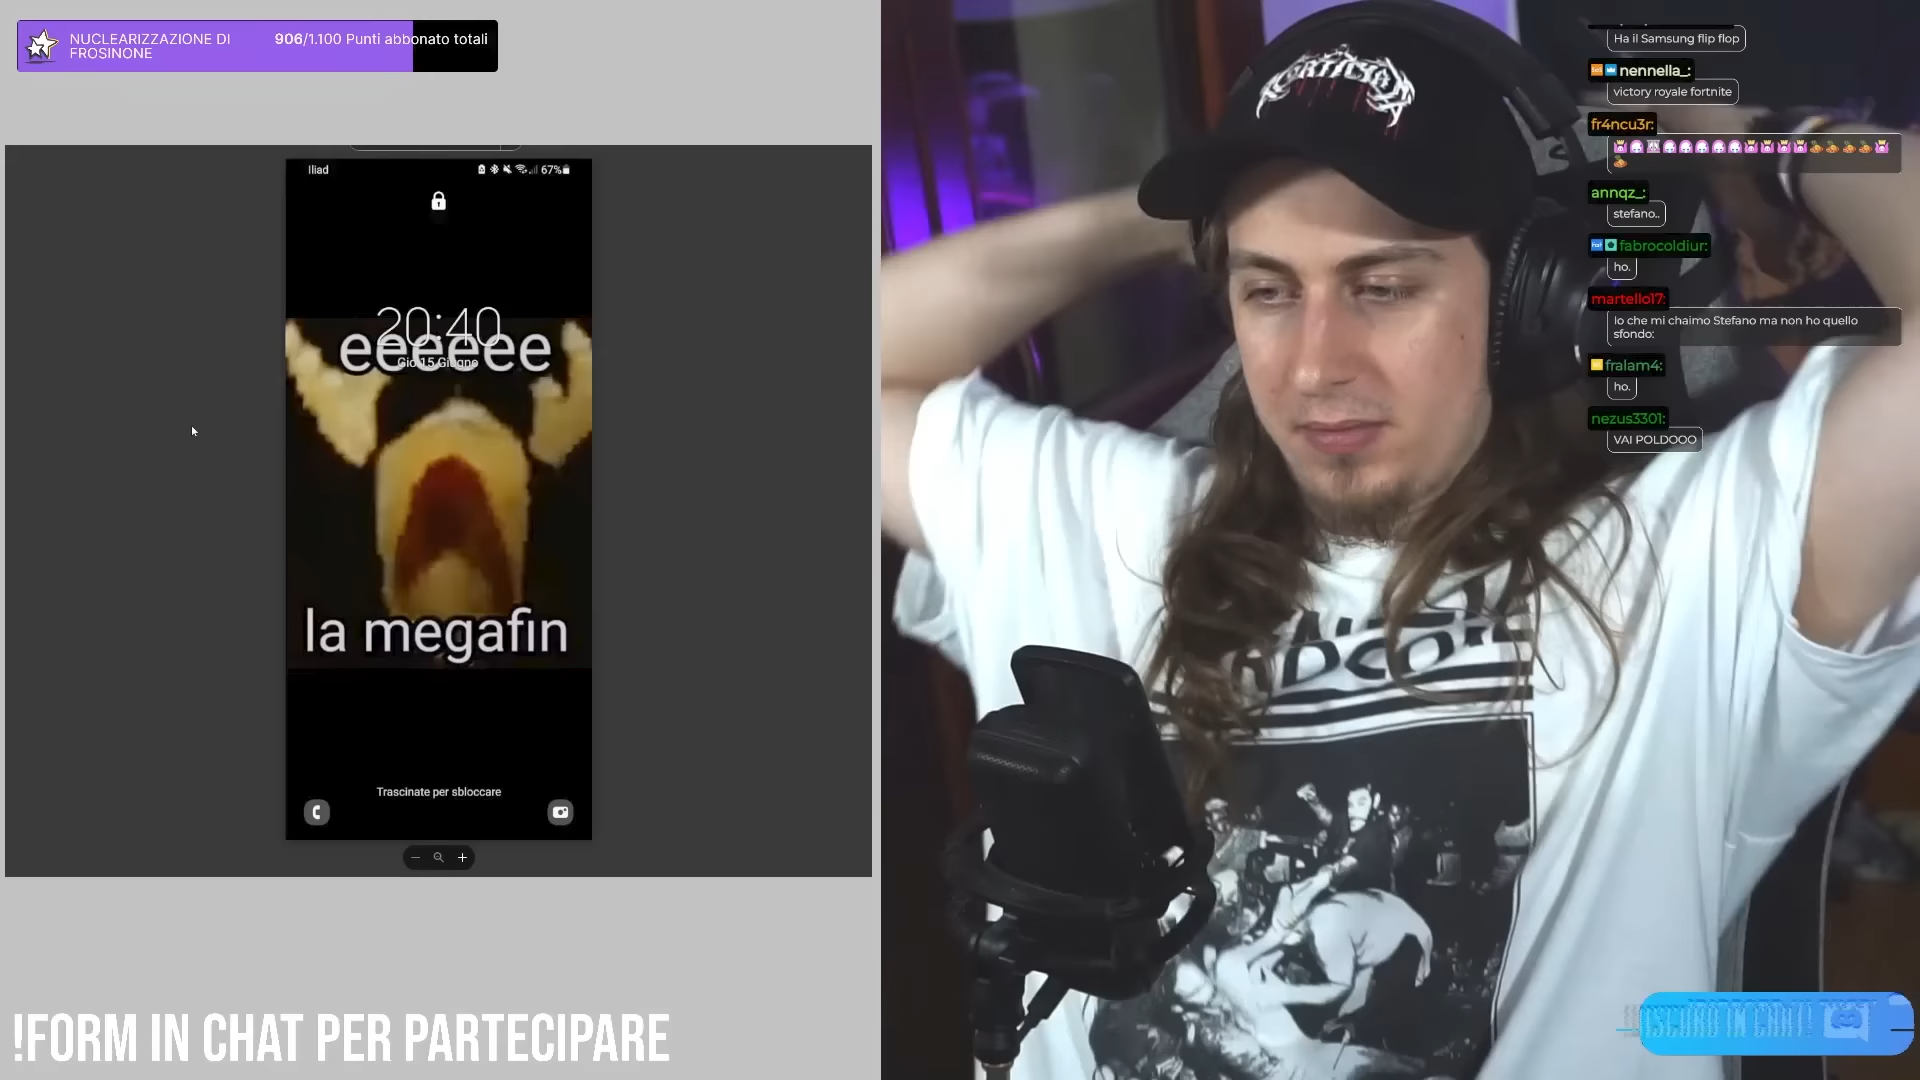 NUCLEARIZZAZIONE DI
FROSINONE
906/1.100 Punti abbonato totali
Iliad
67%
20:40
eeeeee
Gio 15 Giugno
la megafin
Trascinate per sbloccare
!FORM IN CHAT PER PARTECIPARE
Ha il Samsung flip flop
nennella_:
victory royale fortnite
fr4ncu3r:
annqz_:
stefano..
fabrocoldiur:
ho.
martello17:
Io che mi chaimo Stefano ma non ho quello
sfondo:
fralam4:
ho.
nezus3301:
VAI POLDOOO